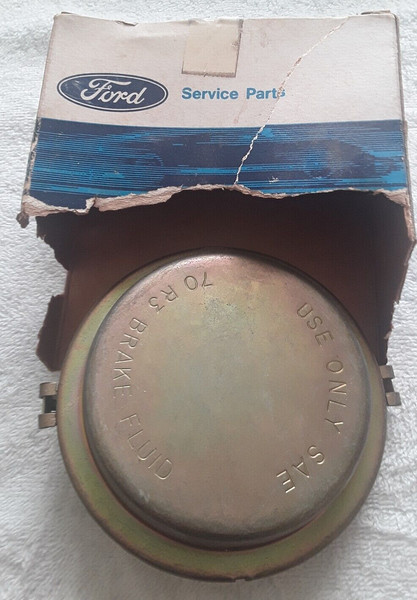 Ford
Service Parts
USE ONLY SAE
70 R3 BRAKE FLUID